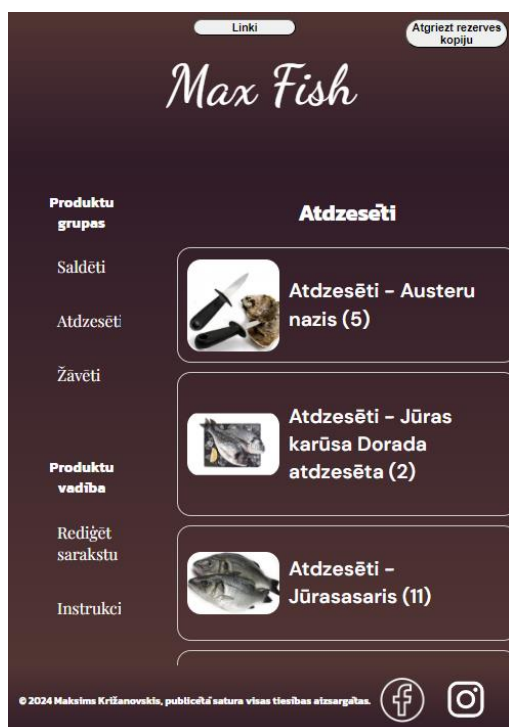 Linki
Atgriezt rezerves
kopiju
Max Fish
Produktu
grupas
Saldēti
Atdzesēti
Žāvēti
Produktu
vadība
Rediģēt
sarakstu
Instrukci
Atdzesēti
Atdzesēti - Austeru
nazis (5)
Atdzesēti - Jūras
karūsa Dorada
atdzesēta (2)
Atdzesēti -
Jūrasasaris (11)
© 2024 Maksims Križanovskis, publicētā satura visas tiesības aizsargātas.